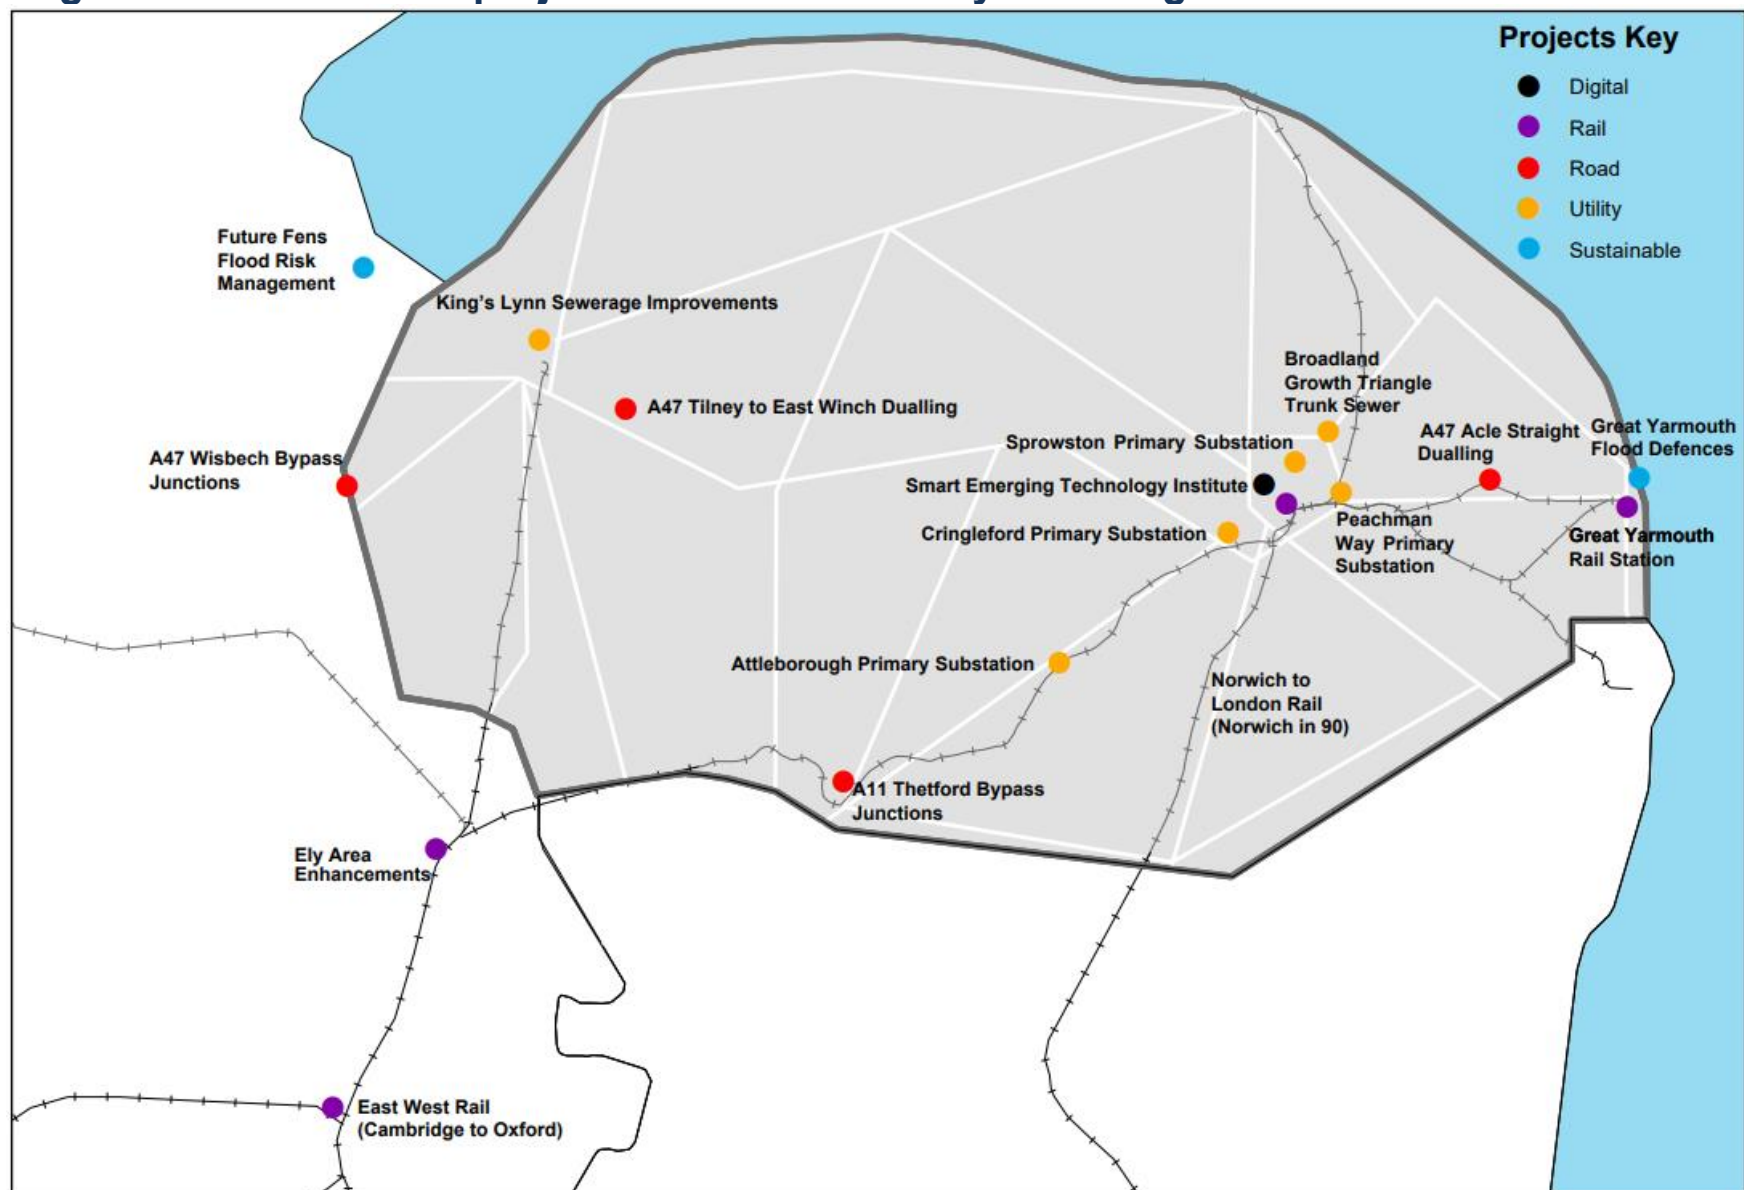 Projects Key
Digital
Rail
Road
Utility
Sustainable
Future Fens
Flood Risk
Management
King's Lynn Sewerage Improvements
A47 Tilney to East Winch Dualling
A47 Wisbech Bypass
Junctions
Broadland
Growth Triangle
Trunk Sewer
Sprowston Primary Substation
A47 Acle Straight
Dualling
Great Yarmouth
Flood Defences
Smart Emerging Technology Institute
Cringleford Primary Substation
Peachman
Way Primary
Substation
Great Yarmouth
Rail Station
Attleborough Primary Substation
Norwich to
London Rail
(Norwich in 90)
A11 Thetford Bypass
Junctions
Ely Area
Enhancements
East West Rail
(Cambridge to Oxford)